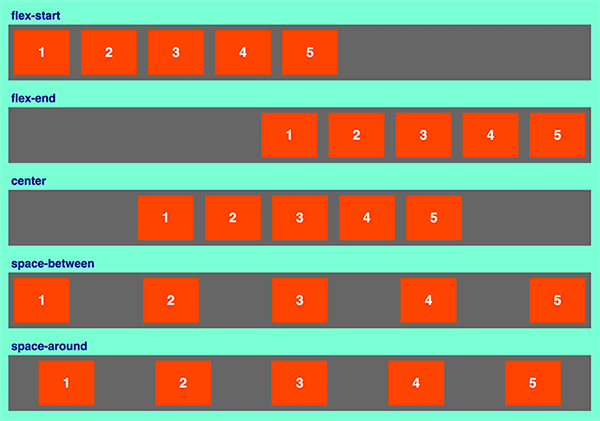 flex-start
1 2 3 4 5
flex-end
1 2 3 4 5
center
1 2 3 4 5
space-between
1 2 3 4 5
space-around
1 2 3 4 5